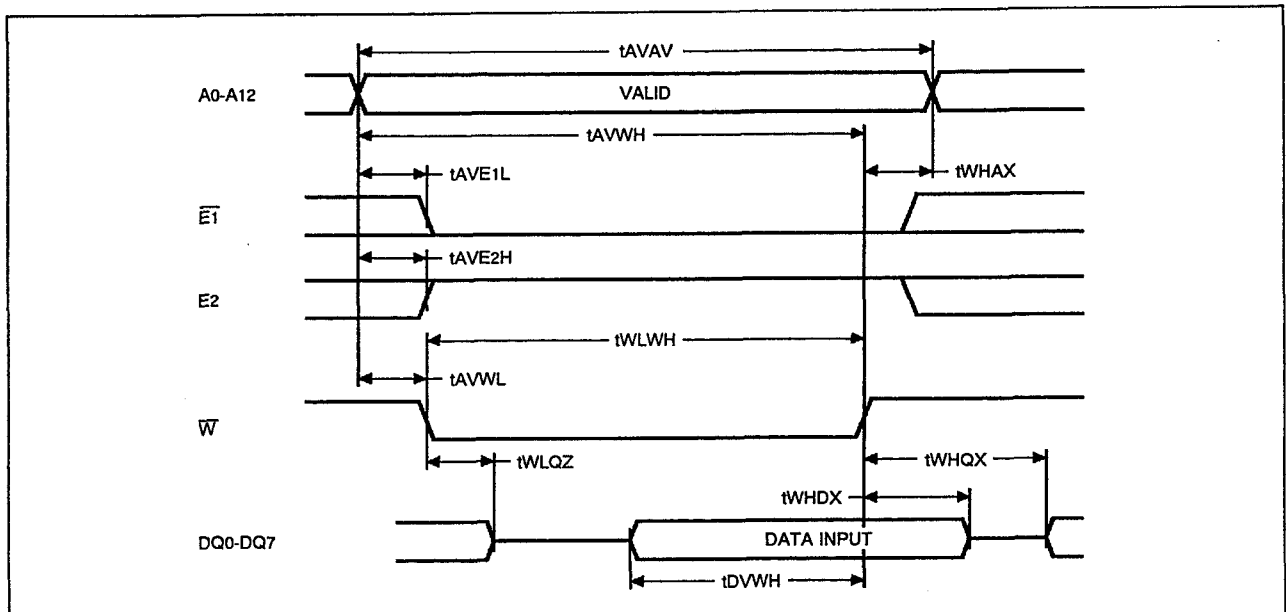 tAVAV
A0-A12
VALID
tAVWH
tAVE1L
tWHAX
E1
tAVE2H
E2
tWLWH
tAVWL
W
tWLQZ
tWHQX
tWHDX
DQ0-DQ7
DATA INPUT
tDVWH